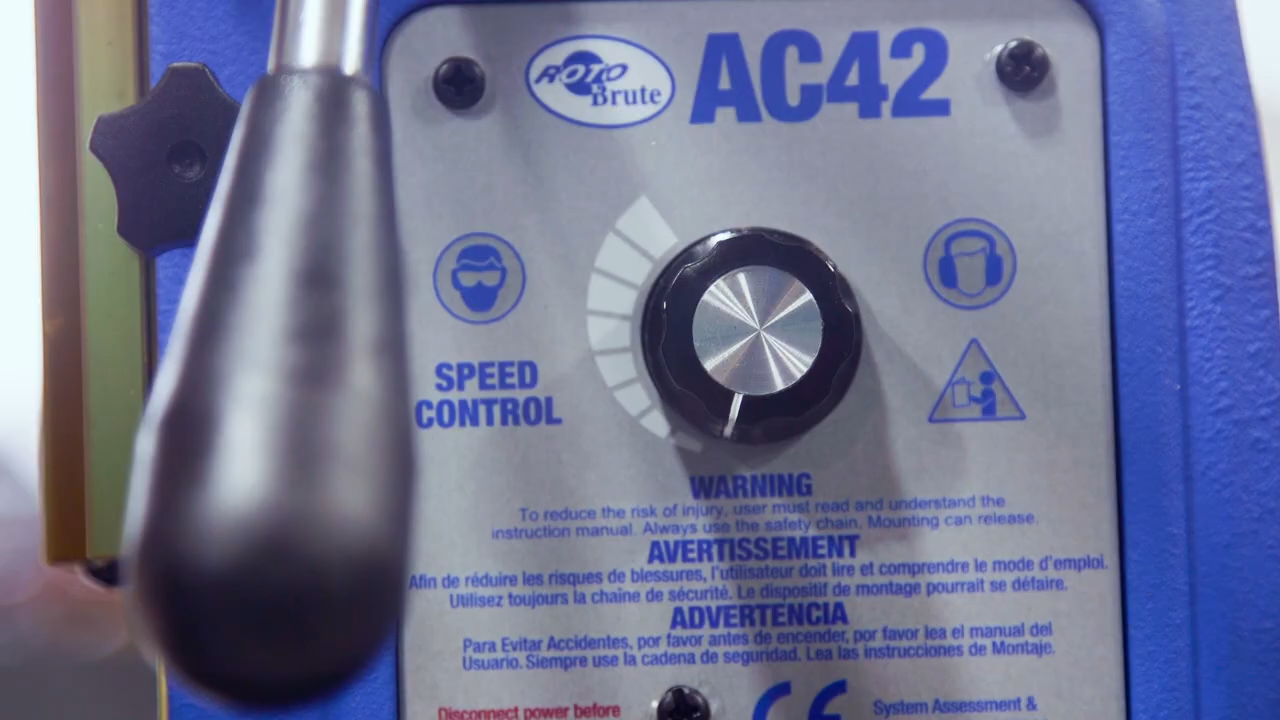 ROTO Brute
AC42
SPEED
CONTROL
WARNING
To reduce the risk of injury, user must read and understand the
instruction manual. Always use the safety chain. Mounting can release.
AVERTISSEMENT
Afin de réduire les risques de blessures, l'utilisateur doit lire et comprendre le mode d'emploi.
Utilisez toujours la chaîne de sécurité. Le dispositif de montage pourrait se défaire.
ADVERTENCIA
Para Evitar Accidentes, por favor antes de encender, por favor lea el manual del
Usuario. Siempre use la cadena de seguridad. Lea las instrucciones de Montaje.
Disconnect power before
CE
System Assessment &